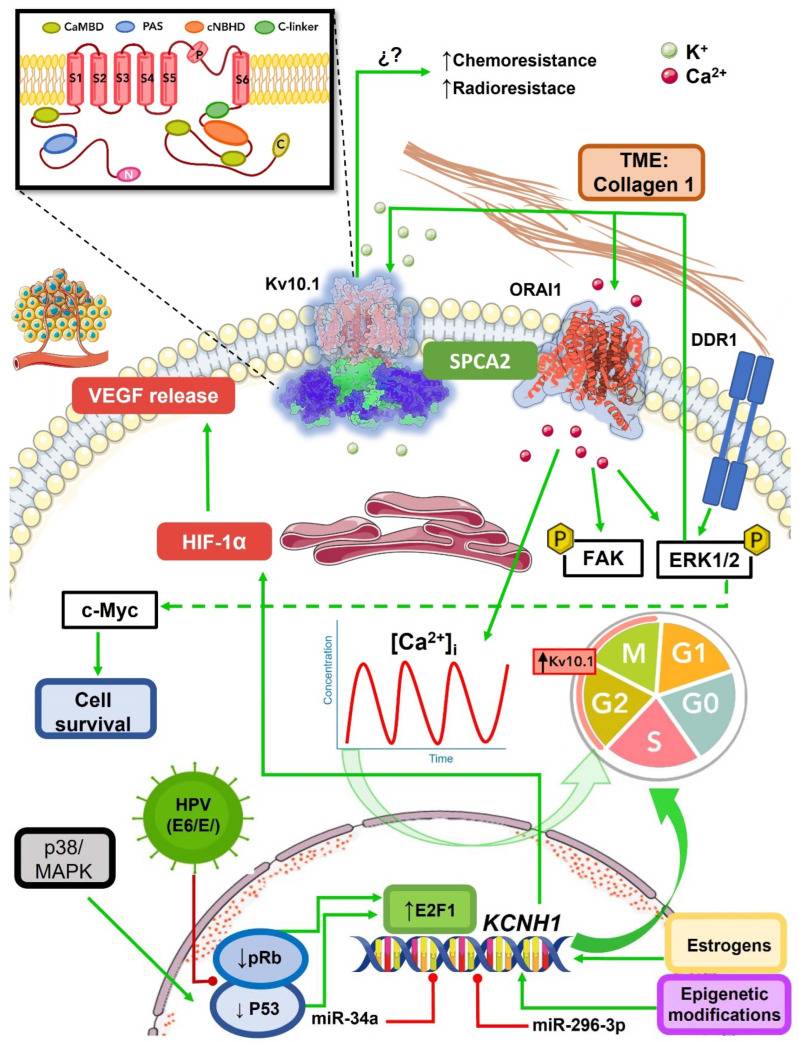 CaMBD PAS cNBHD C-linker
S1 S2 S3 S4 S5 P S6
C
N
¿?
↑Chemoresistance
↑Radioresistace
K+
Ca2+
TME:
Collagen 1
Kv10.1
ORAI1
DDR1
SPCA2
VEGF release
HIF-1α
P
FAK
ERK1/2
P
c-Myc
Cell
survival
[Ca2+]i
Concentration
Time
↑Kv10.1
M
G1
G2
G0
S
HPV
(E6/E/)
p38/
MAPK
↑E2F1
KCNH1
↓pRb
↓ P53
Estrogens
Epigenetic
modifications
miR-34a
miR-296-3p